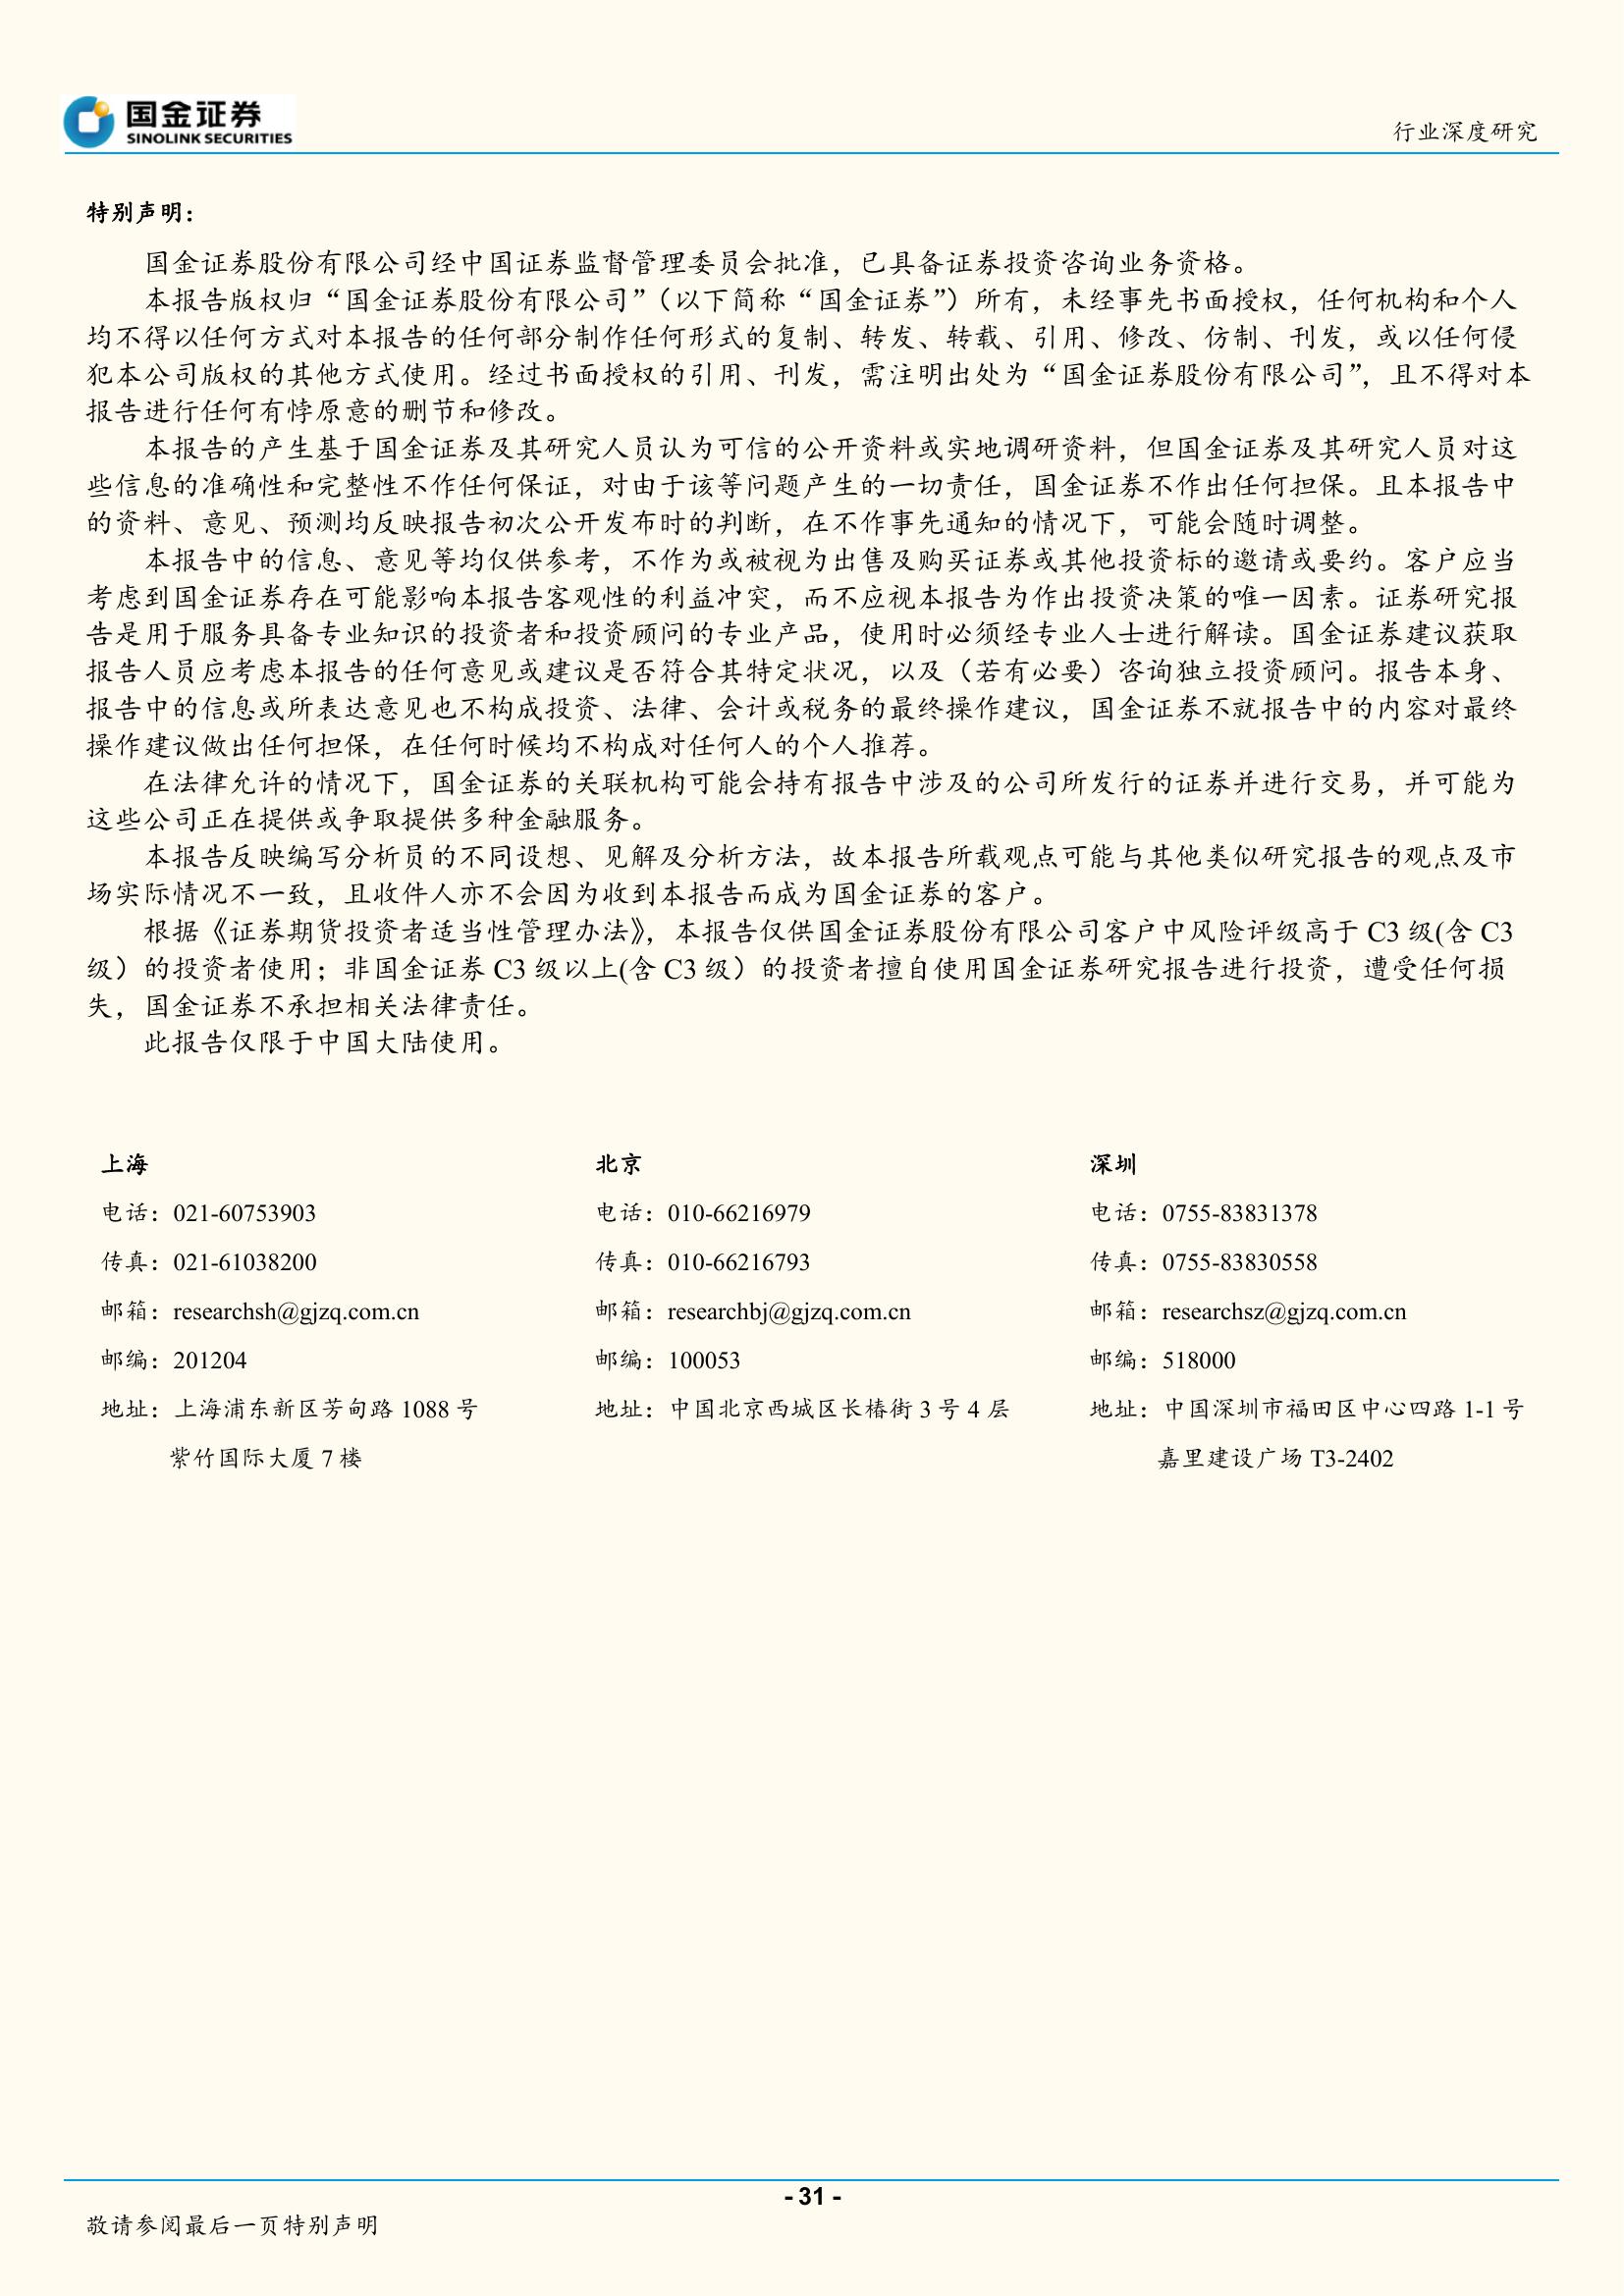 国金证券
SINOLINK SECURITIES
行业深度研究
特别声明：
国金证券股份有限公司经中国证券监督管理委员会批准，已具备证券投资咨询业务资格。
本报告版权归“国金证券股份有限公司”（以下简称“国金证券”）所有，未经事先书面授权，任何机构和个人
均不得以任何方式对本报告的任何部分制作任何形式的复制、转发、转载、引用、修改、仿制、刊发，或以任何侵
犯本公司版权的其他方式使用。经过书面授权的引用、刊发，需注明出处为“国金证券股份有限公司”，且不得对本
报告进行任何有悖原意的删节和修改。
本报告的产生基于国金证券及其研究人员认为可信的公开资料或实地调研资料，但国金证券及其研究人员对这
些信息的准确性和完整性不作任何保证，对由于该等问题产生的一切责任，国金证券不作出任何担保。且本报告中
的资料、意见、预测均反映报告初次公开发布时的判断，在不作事先通知的情况下，可能会随时调整。
本报告中的信息、意见等均仅供参考，不作为或被视为出售及购买证券或其他投资标的邀请或要约。客户应当
考虑到国金证券存在可能影响本报告客观性的利益冲突，而不应视本报告为作出投资决策的唯一因素。证券研究报
告是用于服务具备专业知识的投资者和投资顾问的专业产品，使用时必须经专业人士进行解读。国金证券建议获取
报告人员应考虑本报告的任何意见或建议是否符合其特定状况，以及（若有必要）咨询独立投资顾问。报告本身、
报告中的信息或所表达意见也不构成投资、法律、会计或税务的最终操作建议，国金证券不就报告中的内容对最终
操作建议做出任何担保，在任何时候均不构成对任何人的个人推荐。
在法律允许的情况下，国金证券的关联机构可能会持有报告中涉及的公司所发行的证券并进行交易，并可能为
这些公司正在提供或争取提供多种金融服务。
本报告反映编写分析员的不同设想、见解及分析方法，故本报告所载观点可能与其他类似研究报告的观点及市
场实际情况不一致，且收件人亦不会因为收到本报告而成为国金证券的客户。
根据《证券期货投资者适当性管理办法》，本报告仅供国金证券股份有限公司客户中风险评级高于 C3 级(含 C3
级）的投资者使用；非国金证券 C3 级以上(含 C3 级）的投资者擅自使用国金证券研究报告进行投资，遭受任何损
失，国金证券不承担相关法律责任。
此报告仅限于中国大陆使用。
上海
电话：021-60753903
传真：021-61038200
邮箱：researchsh@gjzq.com.cn
邮编：201204
地址：上海浦东新区芳甸路 1088 号
紫竹国际大厦 7 楼
北京
电话：010-66216979
传真：010-66216793
邮箱：researchbj@gjzq.com.cn
邮编：100053
地址：中国北京西城区长椿街 3 号 4 层
深圳
电话：0755-83831378
传真：0755-83830558
邮箱：researchsz@gjzq.com.cn
邮编：518000
地址：中国深圳市福田区中心四路 1-1 号
嘉里建设广场 T3-2402
- 31 -
敬请参阅最后一页特别声明